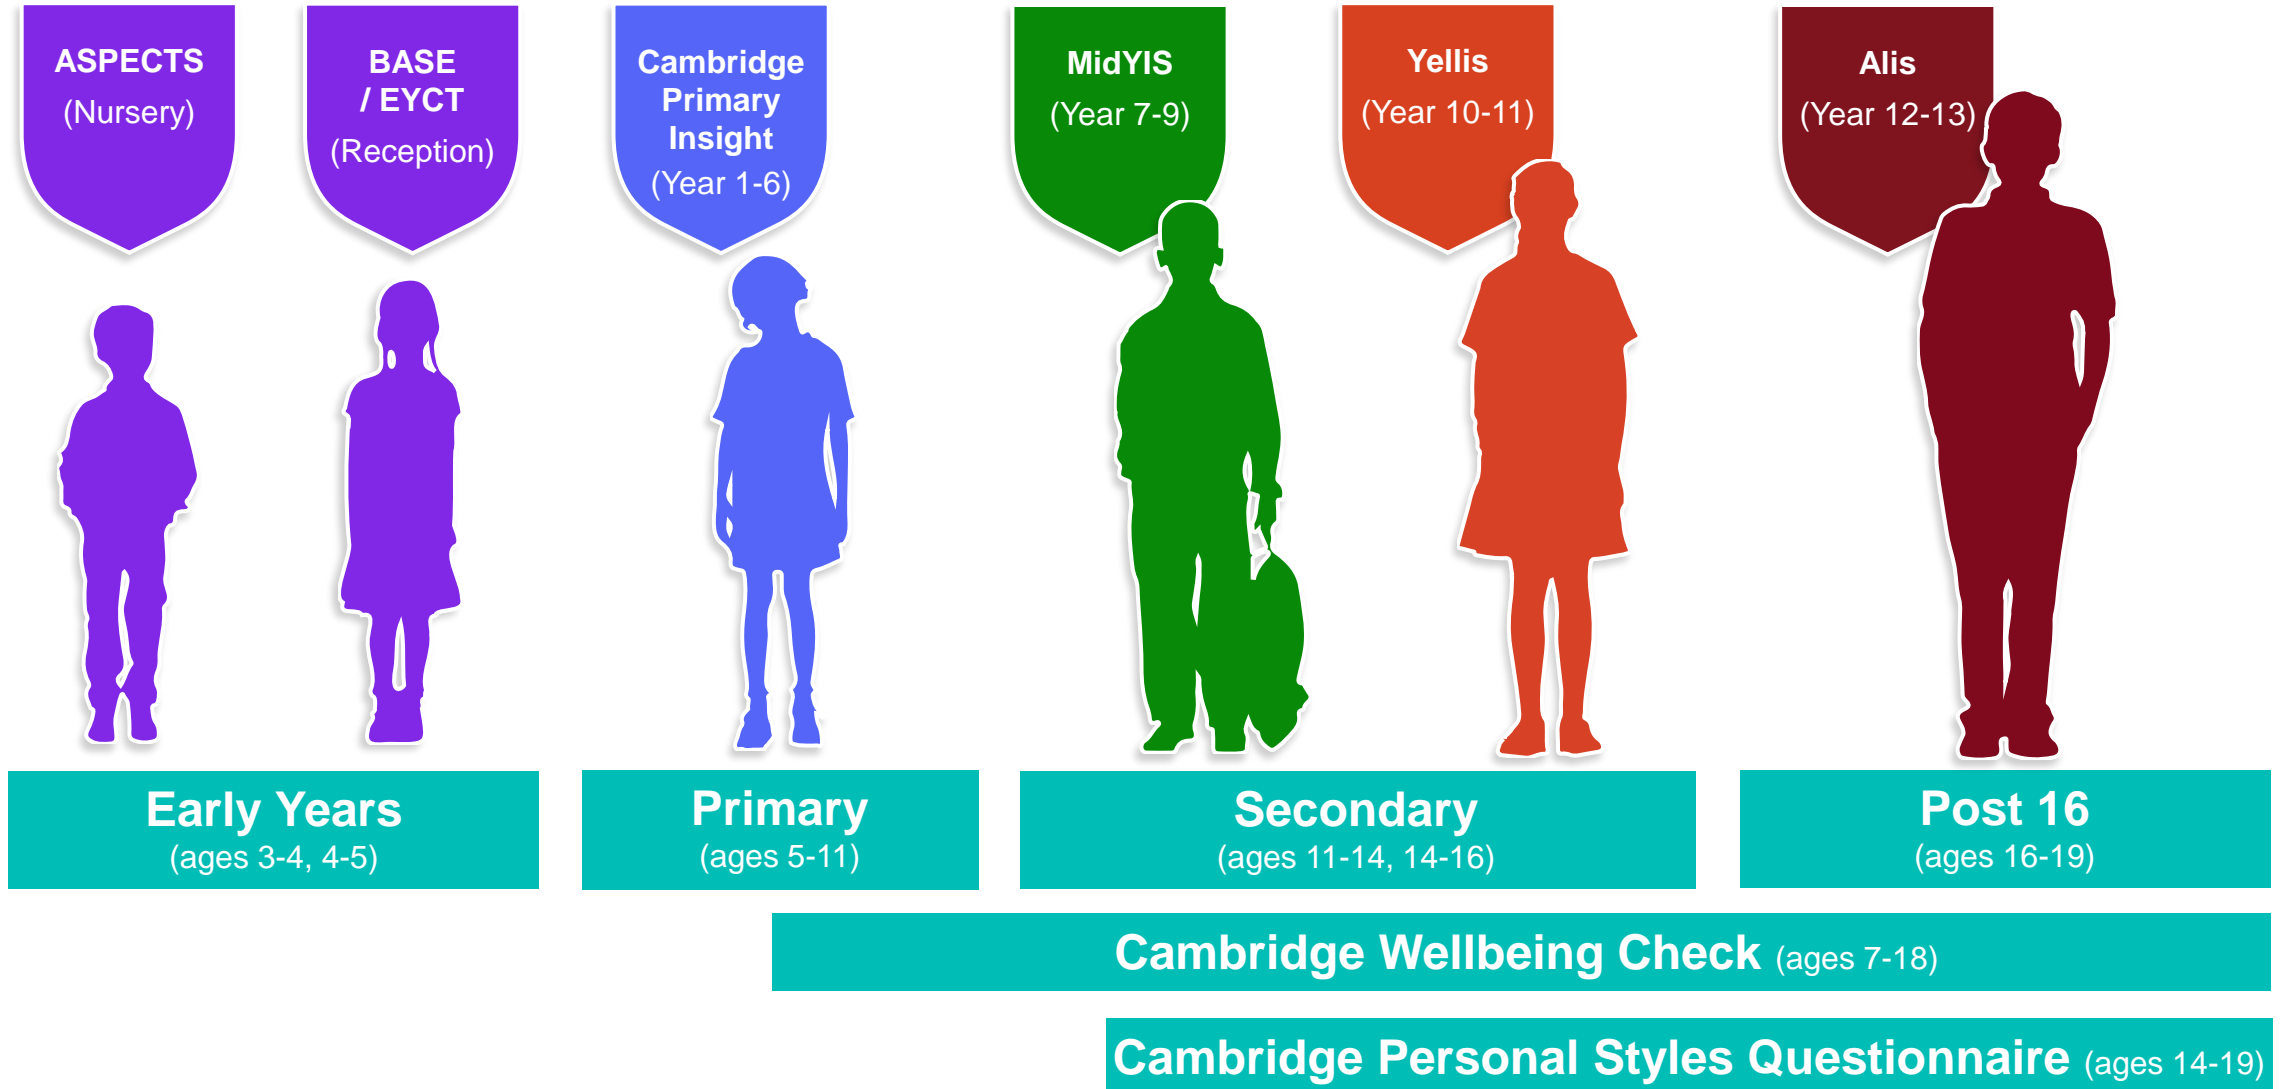 ASPECTS
(Nursery)
BASE
/ EYCT
(Reception)
Cambridge
Primary
Insight
(Year 1-6)
MidYIS
(Year 7-9)
Yellis
(Year 10-11)
Alis
(Year 12-13)
Early Years
(ages 3-4, 4-5)
Primary
(ages 5-11)
Secondary
(ages 11-14, 14-16)
Post 16
(ages 16-19)
Cambridge Wellbeing Check (ages 7-18)
Cambridge Personal Styles Questionnaire (ages 14-19)